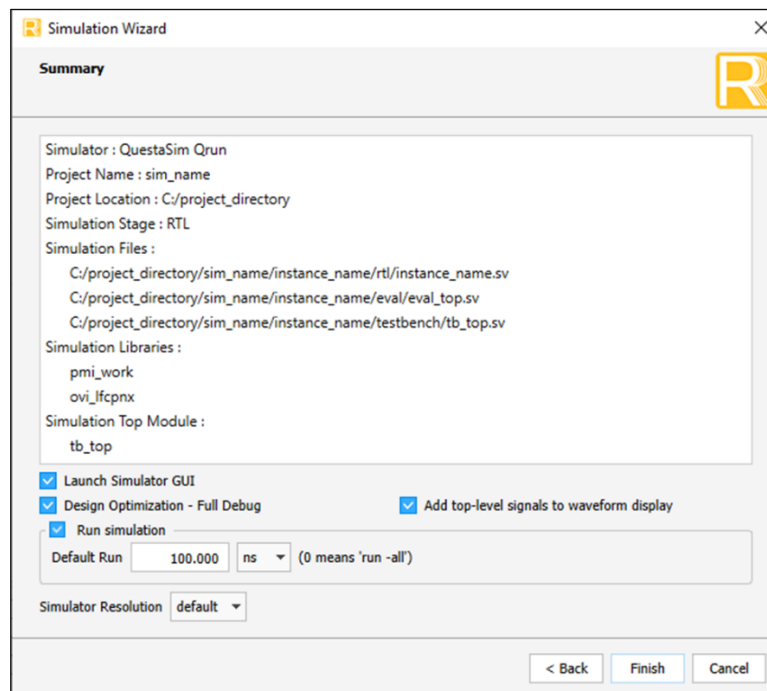 Simulation Wizard
Summary
Simulator : QuestaSim Qrun
Project Name : sim_name
Project Location : C:/project_directory
Simulation Stage : RTL
Simulation Files :
C:/project_directory/sim_name/instance_name/rtl/instance_name.sv
C:/project_directory/sim_name/instance_name/eval/eval_top.sv
C:/project_directory/sim_name/instance_name/testbench/tb_top.sv
Simulation Libraries :
pmi_work
ovi_lfcpnx
Simulation Top Module :
tb_top
Launch Simulator GUI
Design Optimization - Full Debug Add top-level signals to waveform display
Run simulation
Default Run 100.000 ns (0 means 'run -all')
Simulator Resolution default
< Back Finish Cancel